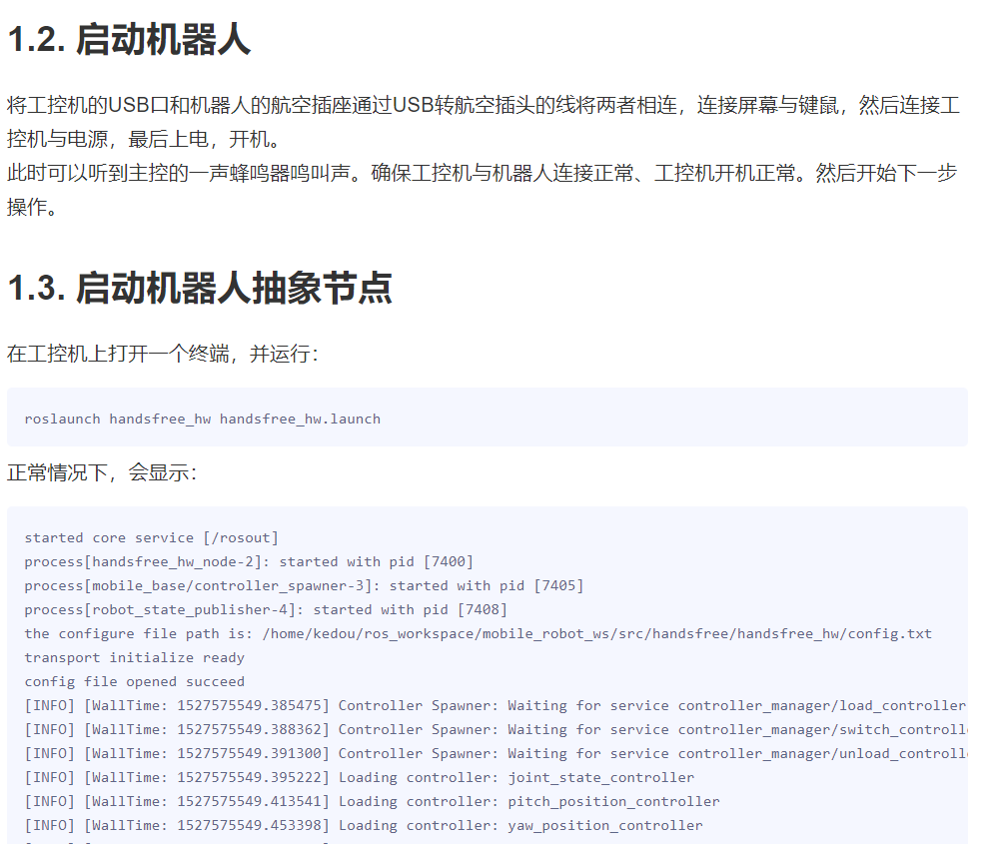 1.2. 启动机器人
将工控机的USB口和机器人的航空插座通过USB转航空插头的线将两者相连，连接屏幕与键鼠，然后连接工
控机与电源，最后上电，开机。
此时可以听到主控的一声蜂鸣器鸣叫声。确保工控机与机器人连接正常、工控机开机正常。然后开始下一步
操作。
1.3. 启动机器人抽象节点
在工控机上打开一个终端，并运行：
roslaunch handsfree_hw handsfree_hw.launch
正常情况下，会显示：
started core service [/rosout]
process[handsfree_hw_node-2]: started with pid [7400]
process[mobile_base/controller_spawner-3]: started with pid [7405]
process[robot_state_publisher-4]: started with pid [7408]
the configure file path is: /home/kedou/ros_workspace/mobile_robot_ws/src/handsfree/handsfree_hw/config.txt
transport initialize ready
config file opened succeed
[INFO] [WallTime: 1527575549.385475] Controller Spawner: Waiting for service controller_manager/load_controller
[INFO] [WallTime: 1527575549.388362] Controller Spawner: Waiting for service controller_manager/switch_controll
[INFO] [WallTime: 1527575549.391300] Controller Spawner: Waiting for service controller_manager/unload_controll
[INFO] [WallTime: 1527575549.395222] Loading controller: joint_state_controller
[INFO] [WallTime: 1527575549.413541] Loading controller: pitch_position_controller
[INFO] [WallTime: 1527575549.453398] Loading controller: yaw_position_controller